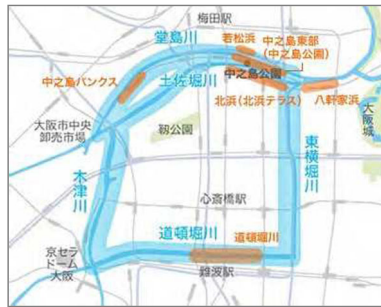 梅田駅
若松浜
中之島東部
(中之島公園)
堂島川
中之島公園
中之島バンクス
土佐堀川
北浜(北浜テラス)
八軒家浜
大阪城
大阪市中央
卸売市場
靱公園
東横堀川
木津川
心斎橋駅
道頓堀川
道頓堀川
京セラ
ドーム
大阪
難波駅